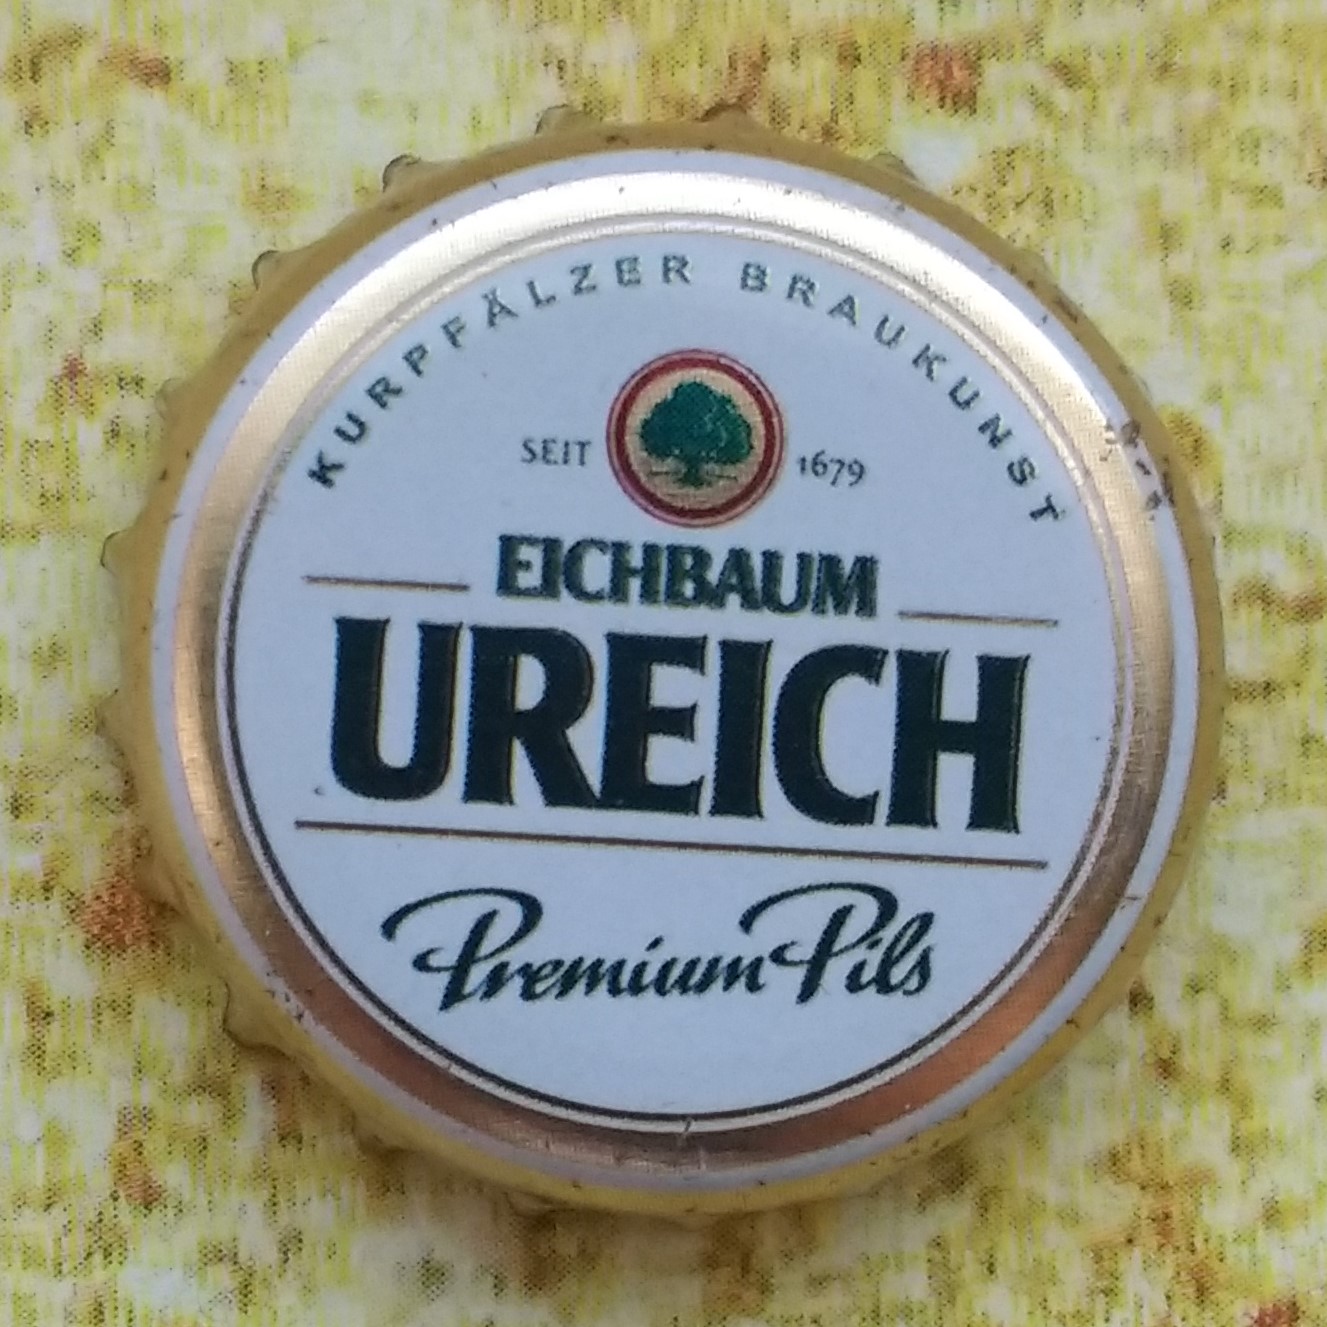 KURPFÄLZER BRAUKUNST
SEIT 1679
EICHBAUM
UREICH
Premium Pils